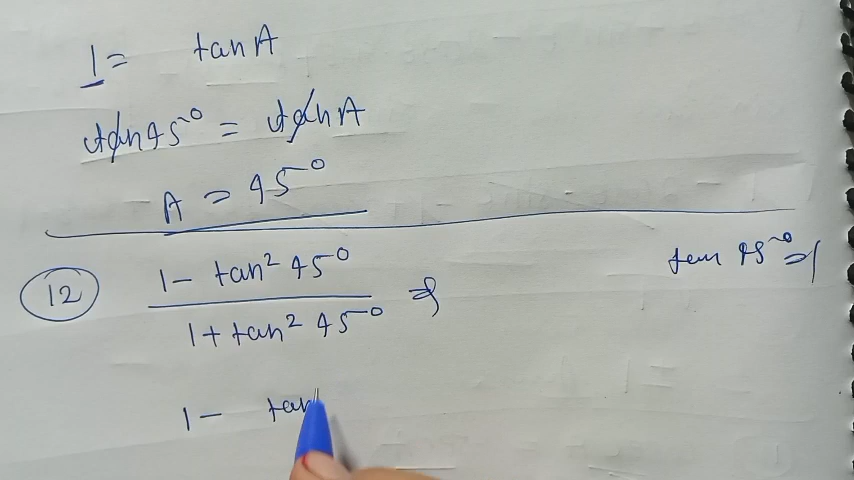 1 = tan A
tan 45° = tan A
A = 45°
12
1 - tan² 45°
1 + tan² 45°
⇒
tan 45° = 1
1 - tan